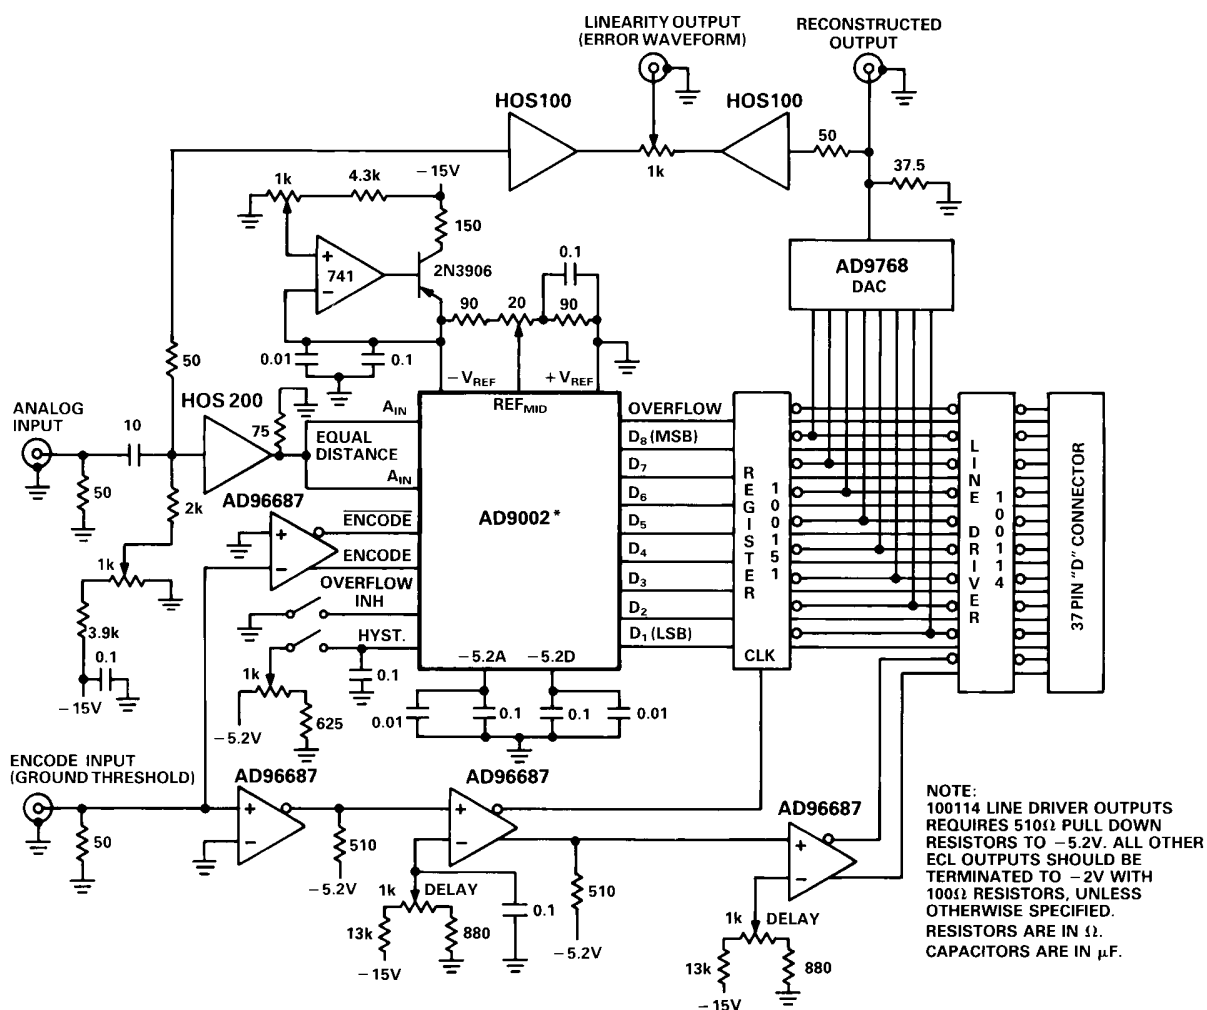 LINEARITY OUTPUT
(ERROR WAVEFORM)
RECONSTRUCTED
OUTPUT
HOS100
HOS100
1k
50
37.5
1k
4.3k
−15V
150
741
+
−
2N3906
0.1
90
20
90
0.01
0.1
50
−VREF
REFMID
+VREF
AD9768
DAC
ANALOG
INPUT
10
50
HOS 200
75
AIN
EQUAL
DISTANCE
AIN
2k
1k
3.9k
0.1
−15V
AD96687
+
−
ENCODE
ENCODE
OVERFLOW
INH
HYST.
0.1
1k
−5.2V
625
AD9002*
−5.2A
−5.2D
0.01
0.1
0.1
0.01
OVERFLOW
D8 (MSB)
D7
D6
D5
D4
D3
D2
D1 (LSB)
REGISTER
100151
CLK
LINE DRIVER
10014
37 PIN "D" CONNECTOR
ENCODE INPUT
(GROUND THRESHOLD)
50
AD96687
+
−
510
−5.2V
AD96687
+
−
1k
DELAY
13k
880
−15V
0.1
510
−5.2V
AD96687
+
−
1k
DELAY
13k
880
−15V
NOTE:
100114 LINE DRIVER OUTPUTS
REQUIRES 510Ω PULL DOWN
RESISTORS TO −5.2V. ALL OTHER
ECL OUTPUTS SHOULD BE
TERMINATED TO −2V WITH
100Ω RESISTORS, UNLESS
OTHERWISE SPECIFIED.
RESISTORS ARE IN Ω.
CAPACITORS ARE IN µF.